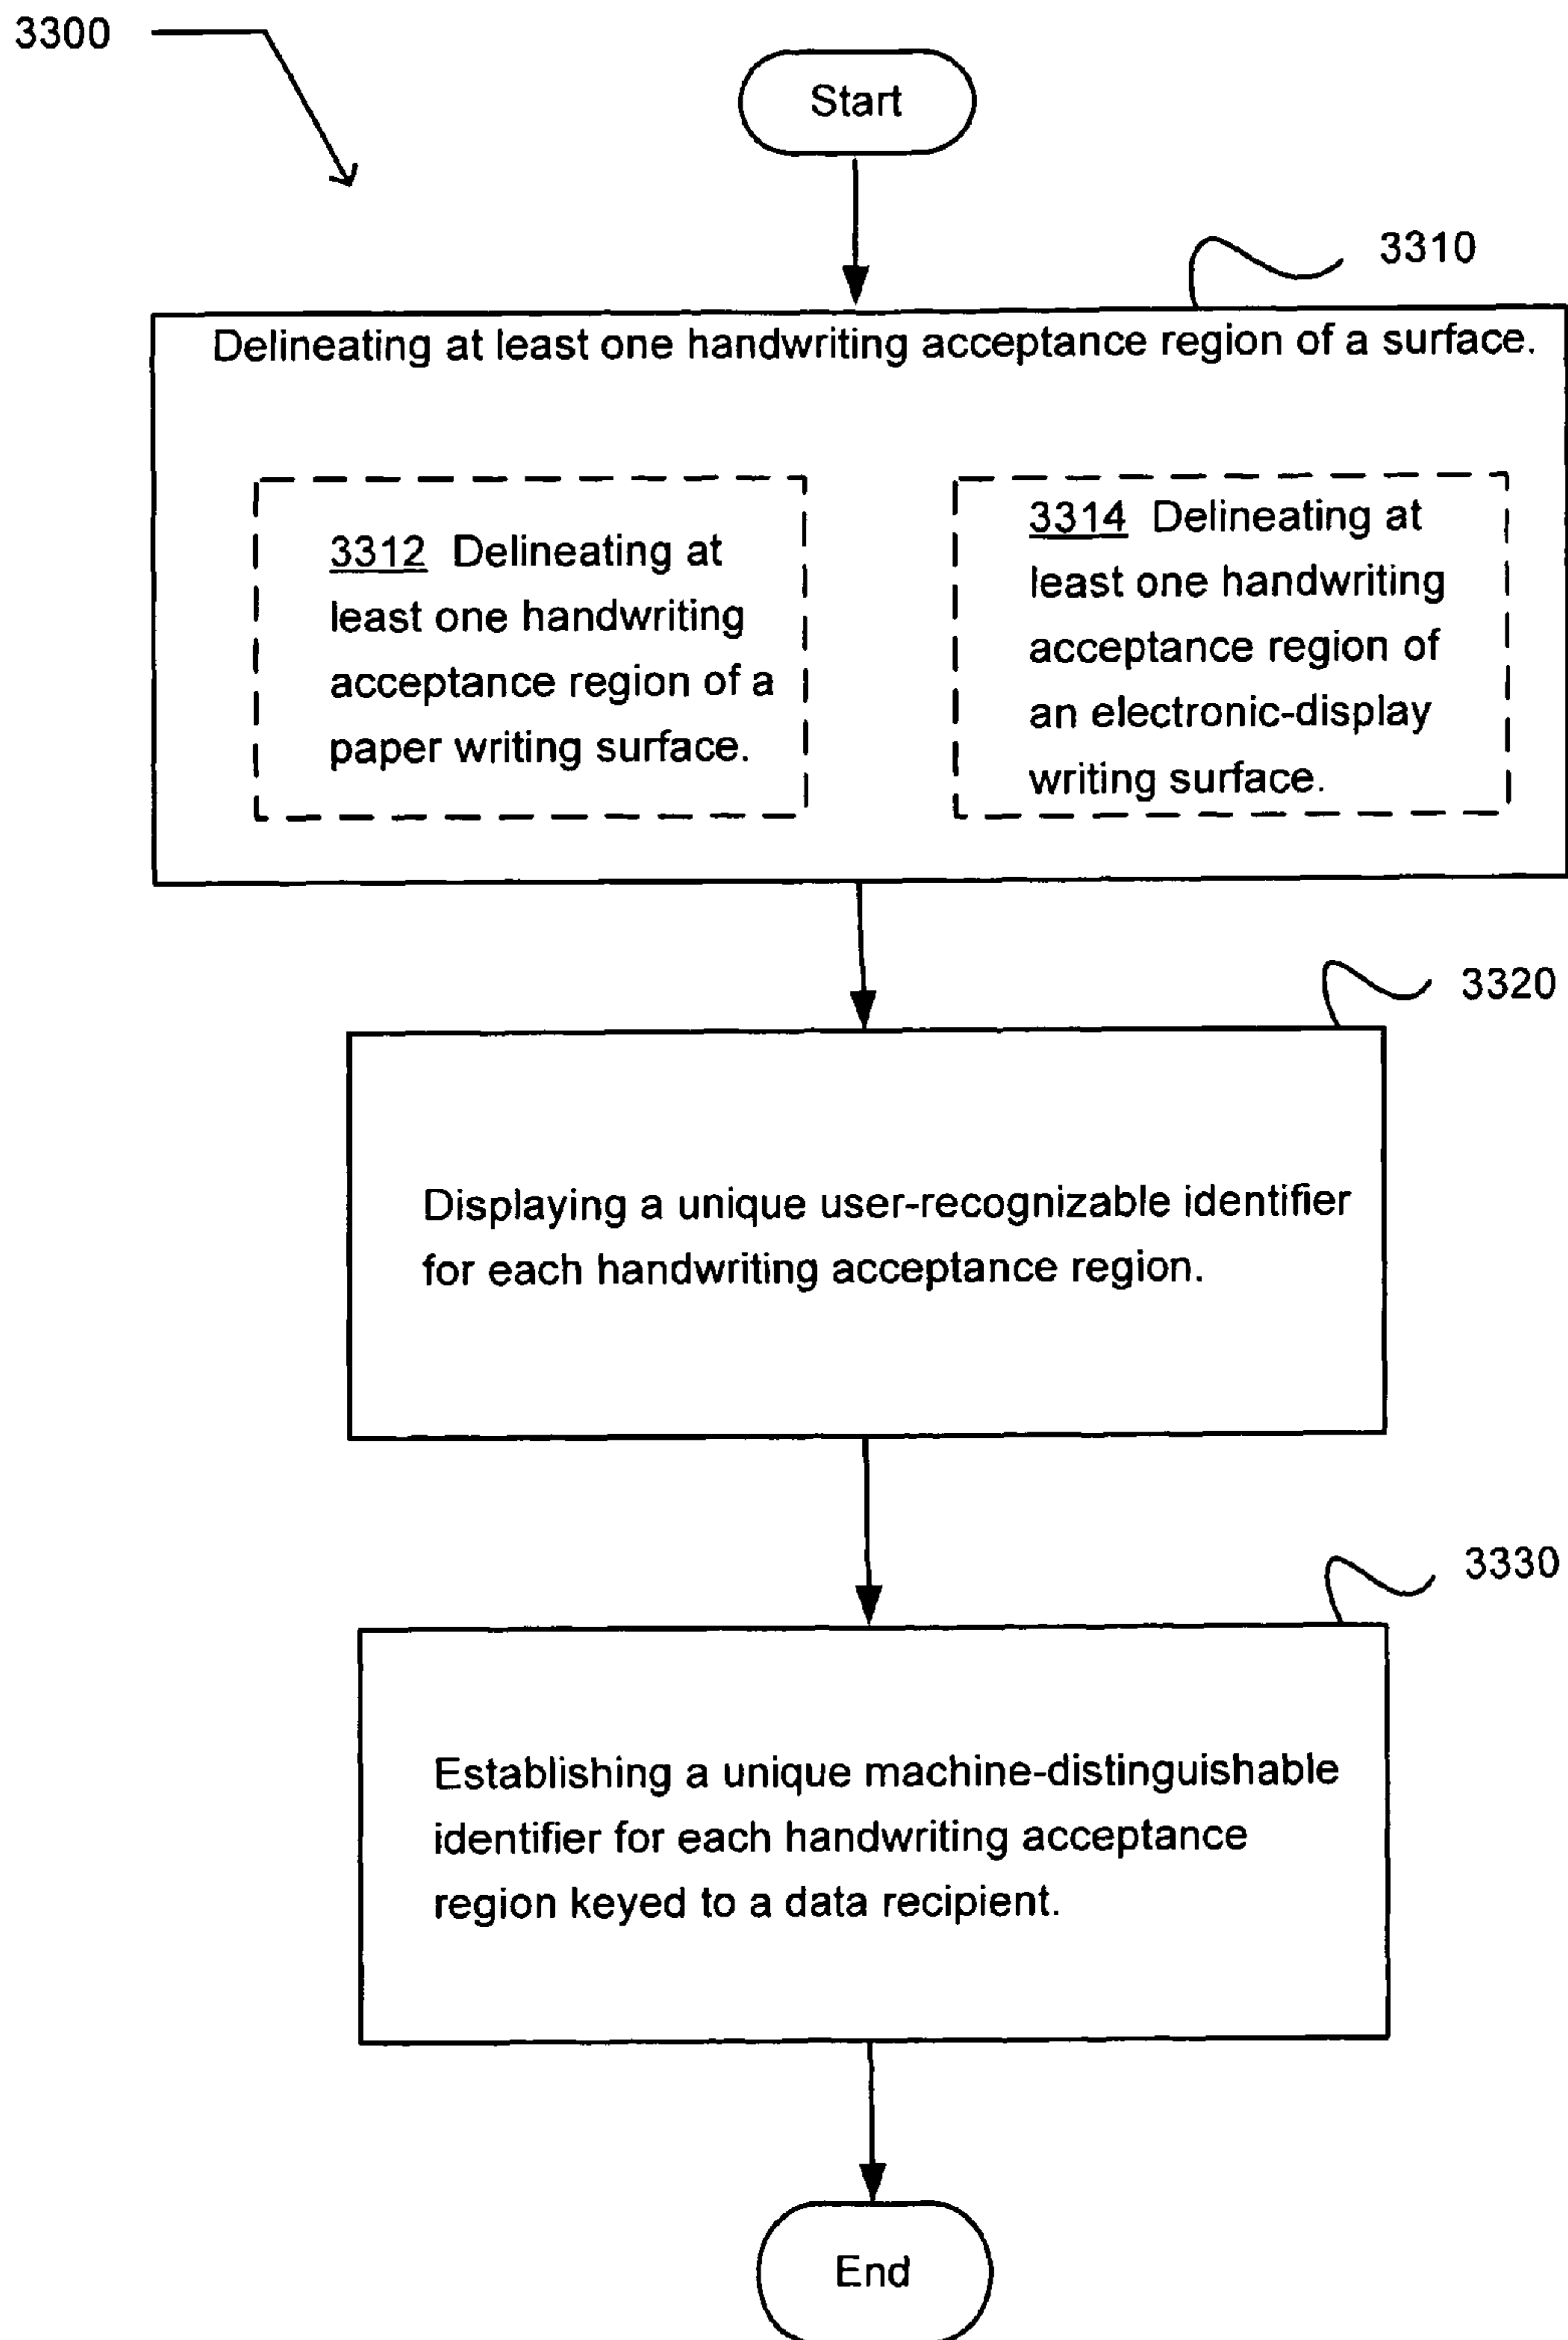 3300
Start
3310
Delineating at least one handwriting acceptance region of a surface.
3312 Delineating at
least one handwriting
acceptance region of a
paper writing surface.
3314 Delineating at
least one handwriting
acceptance region of
an electronic-display
writing surface.
3320
Displaying a unique user-recognizable identifier
for each handwriting acceptance region.
3330
Establishing a unique machine-distinguishable
identifier for each handwriting acceptance
region keyed to a data recipient.
End